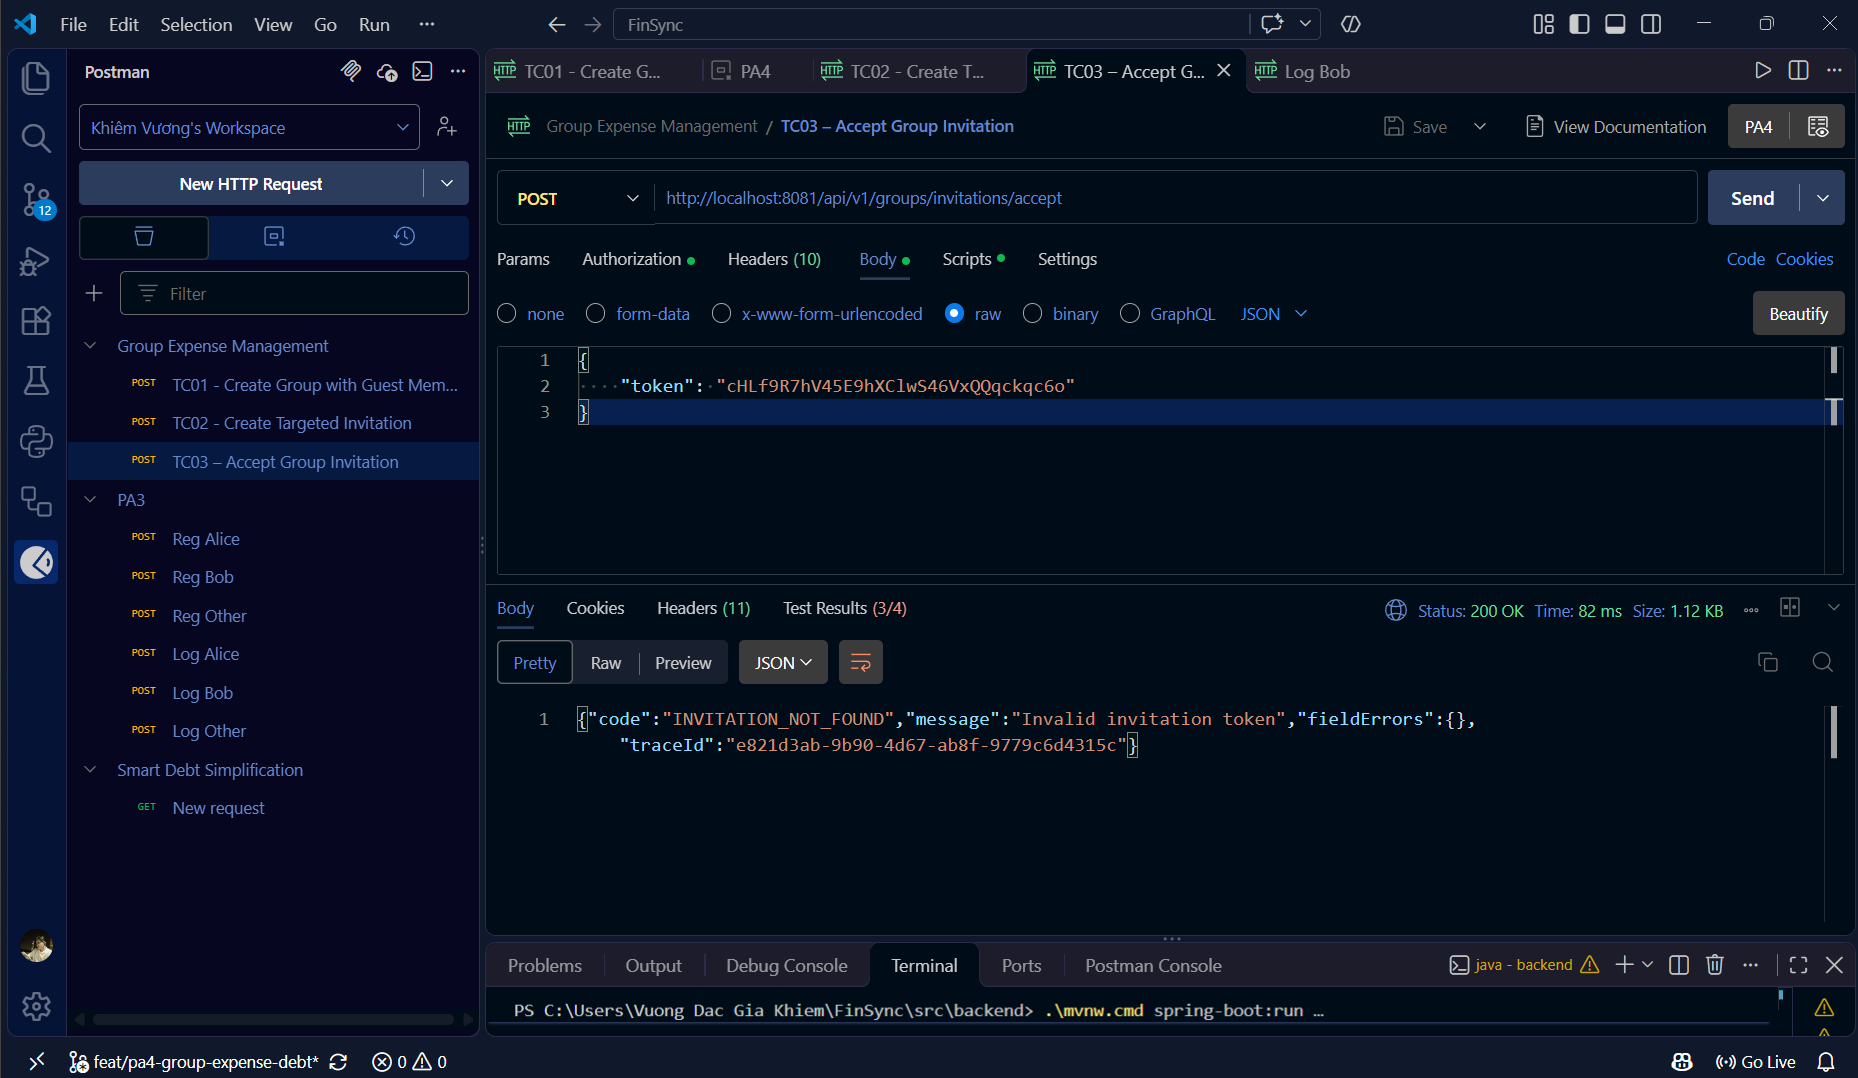 File Edit Selection View Go Run ···
FinSync
Postman
Khiêm Vương's Workspace
New HTTP Request
12
Filter
Group Expense Management
POST TC01 - Create Group with Guest Mem...
POST TC02 - Create Targeted Invitation
POST TC03 – Accept Group Invitation
PA3
POST Reg Alice
POST Reg Bob
POST Reg Other
POST Log Alice
POST Log Bob
POST Log Other
Smart Debt Simplification
GET New request
HTTP TC01 - Create G... PA4 HTTP TC02 - Create T... HTTP TC03 – Accept G... HTTP Log Bob
HTTP Group Expense Management / TC03 – Accept Group Invitation Save View Documentation PA4
POST http://localhost:8081/api/v1/groups/invitations/accept Send
Params Authorization Headers (10) Body Scripts Settings Code Cookies
none form-data x-www-form-urlencoded raw binary GraphQL JSON Beautify
1 {
2 "token": "cHLf9R7hV45E9hXClwS46VxQQqckqc6o"
3 }
Body Cookies Headers (11) Test Results (3/4) Status: 200 OK Time: 82 ms Size: 1.12 KB
Pretty Raw Preview JSON
1 {"code":"INVITATION_NOT_FOUND","message":"Invalid invitation token","fieldErrors":{},
"traceId":"e821d3ab-9b90-4d67-ab8f-9779c6d4315c"}
Problems Output Debug Console Terminal Ports Postman Console java - backend
PS C:\Users\Vuong Dac Gia Khiem\FinSync\src\backend> .\mvnw.cmd spring-boot:run …
feat/pa4-group-expense-debt* 0 0 Go Live